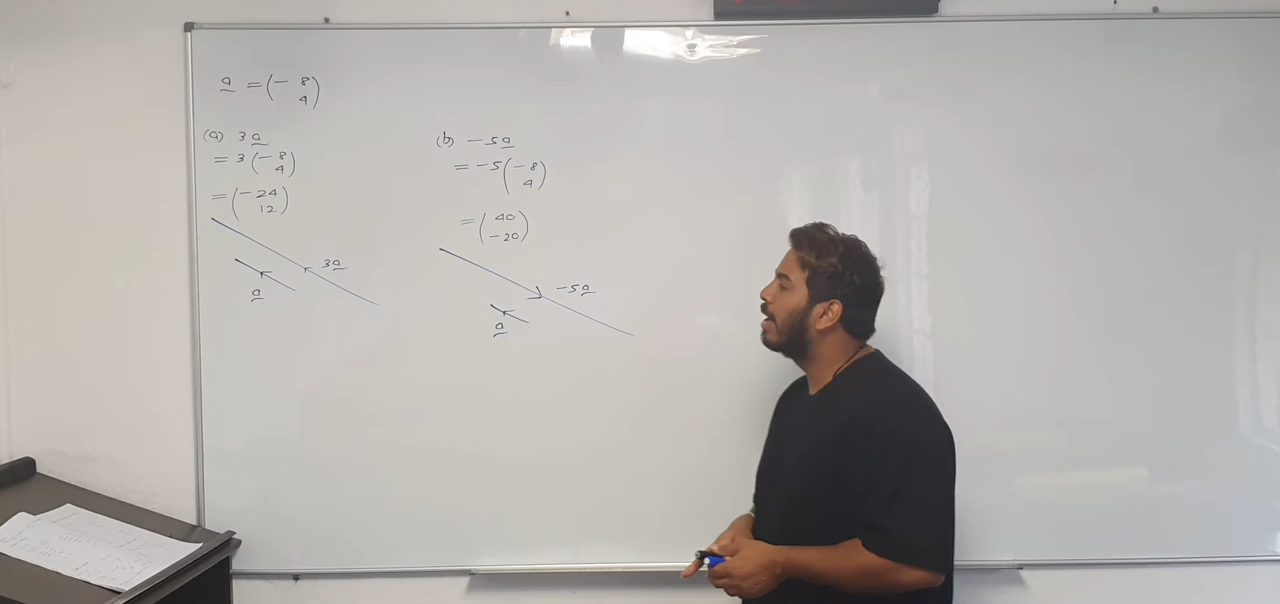 a = (-8
4)
(a) 3a
= 3(-8
4)
= (-24
12)
3a
a
(b) -5a
= -5(-8
4)
= (40
-20)
-5a
a